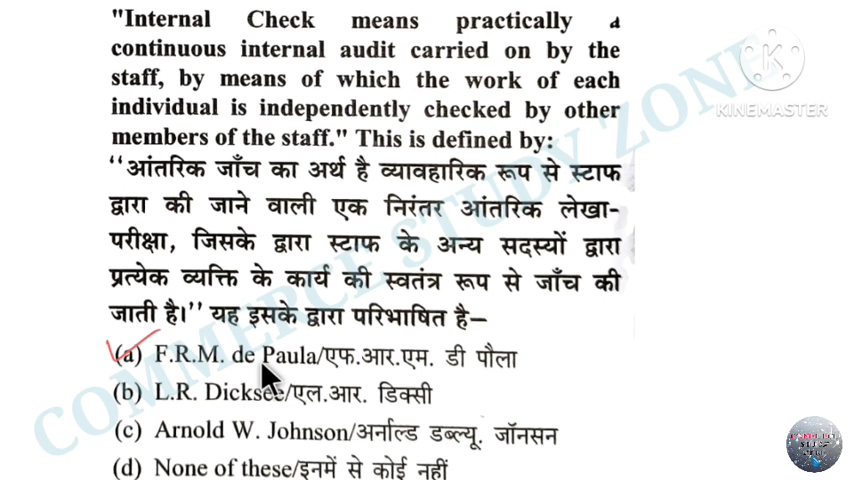 "Internal Check means practically a
continuous internal audit carried on by the
staff, by means of which the work of each
individual is independently checked by other
members of the staff." This is defined by:
‘‘आंतरिक जाँच का अर्थ है व्यावहारिक रूप से स्टाफ
द्वारा की जाने वाली एक निरंतर आंतरिक लेखा-
परीक्षा, जिसके द्वारा स्टाफ के अन्य सदस्यों द्वारा
प्रत्येक व्यक्ति के कार्य की स्वतंत्र रूप से जाँच की
जाती है।’’ यह इसके द्वारा परिभाषित है–
(a) F.R.M. de Paula/एफ.आर.एम. डी पौला
(b) L.R. Dicksee/एल.आर. डिक्सी
(c) Arnold W. Johnson/अर्नाल्ड डब्ल्यू. जॉनसन
(d) None of these/इनमें से कोई नहीं
COMMERCE STUDY ZONE
K
KINEMASTER